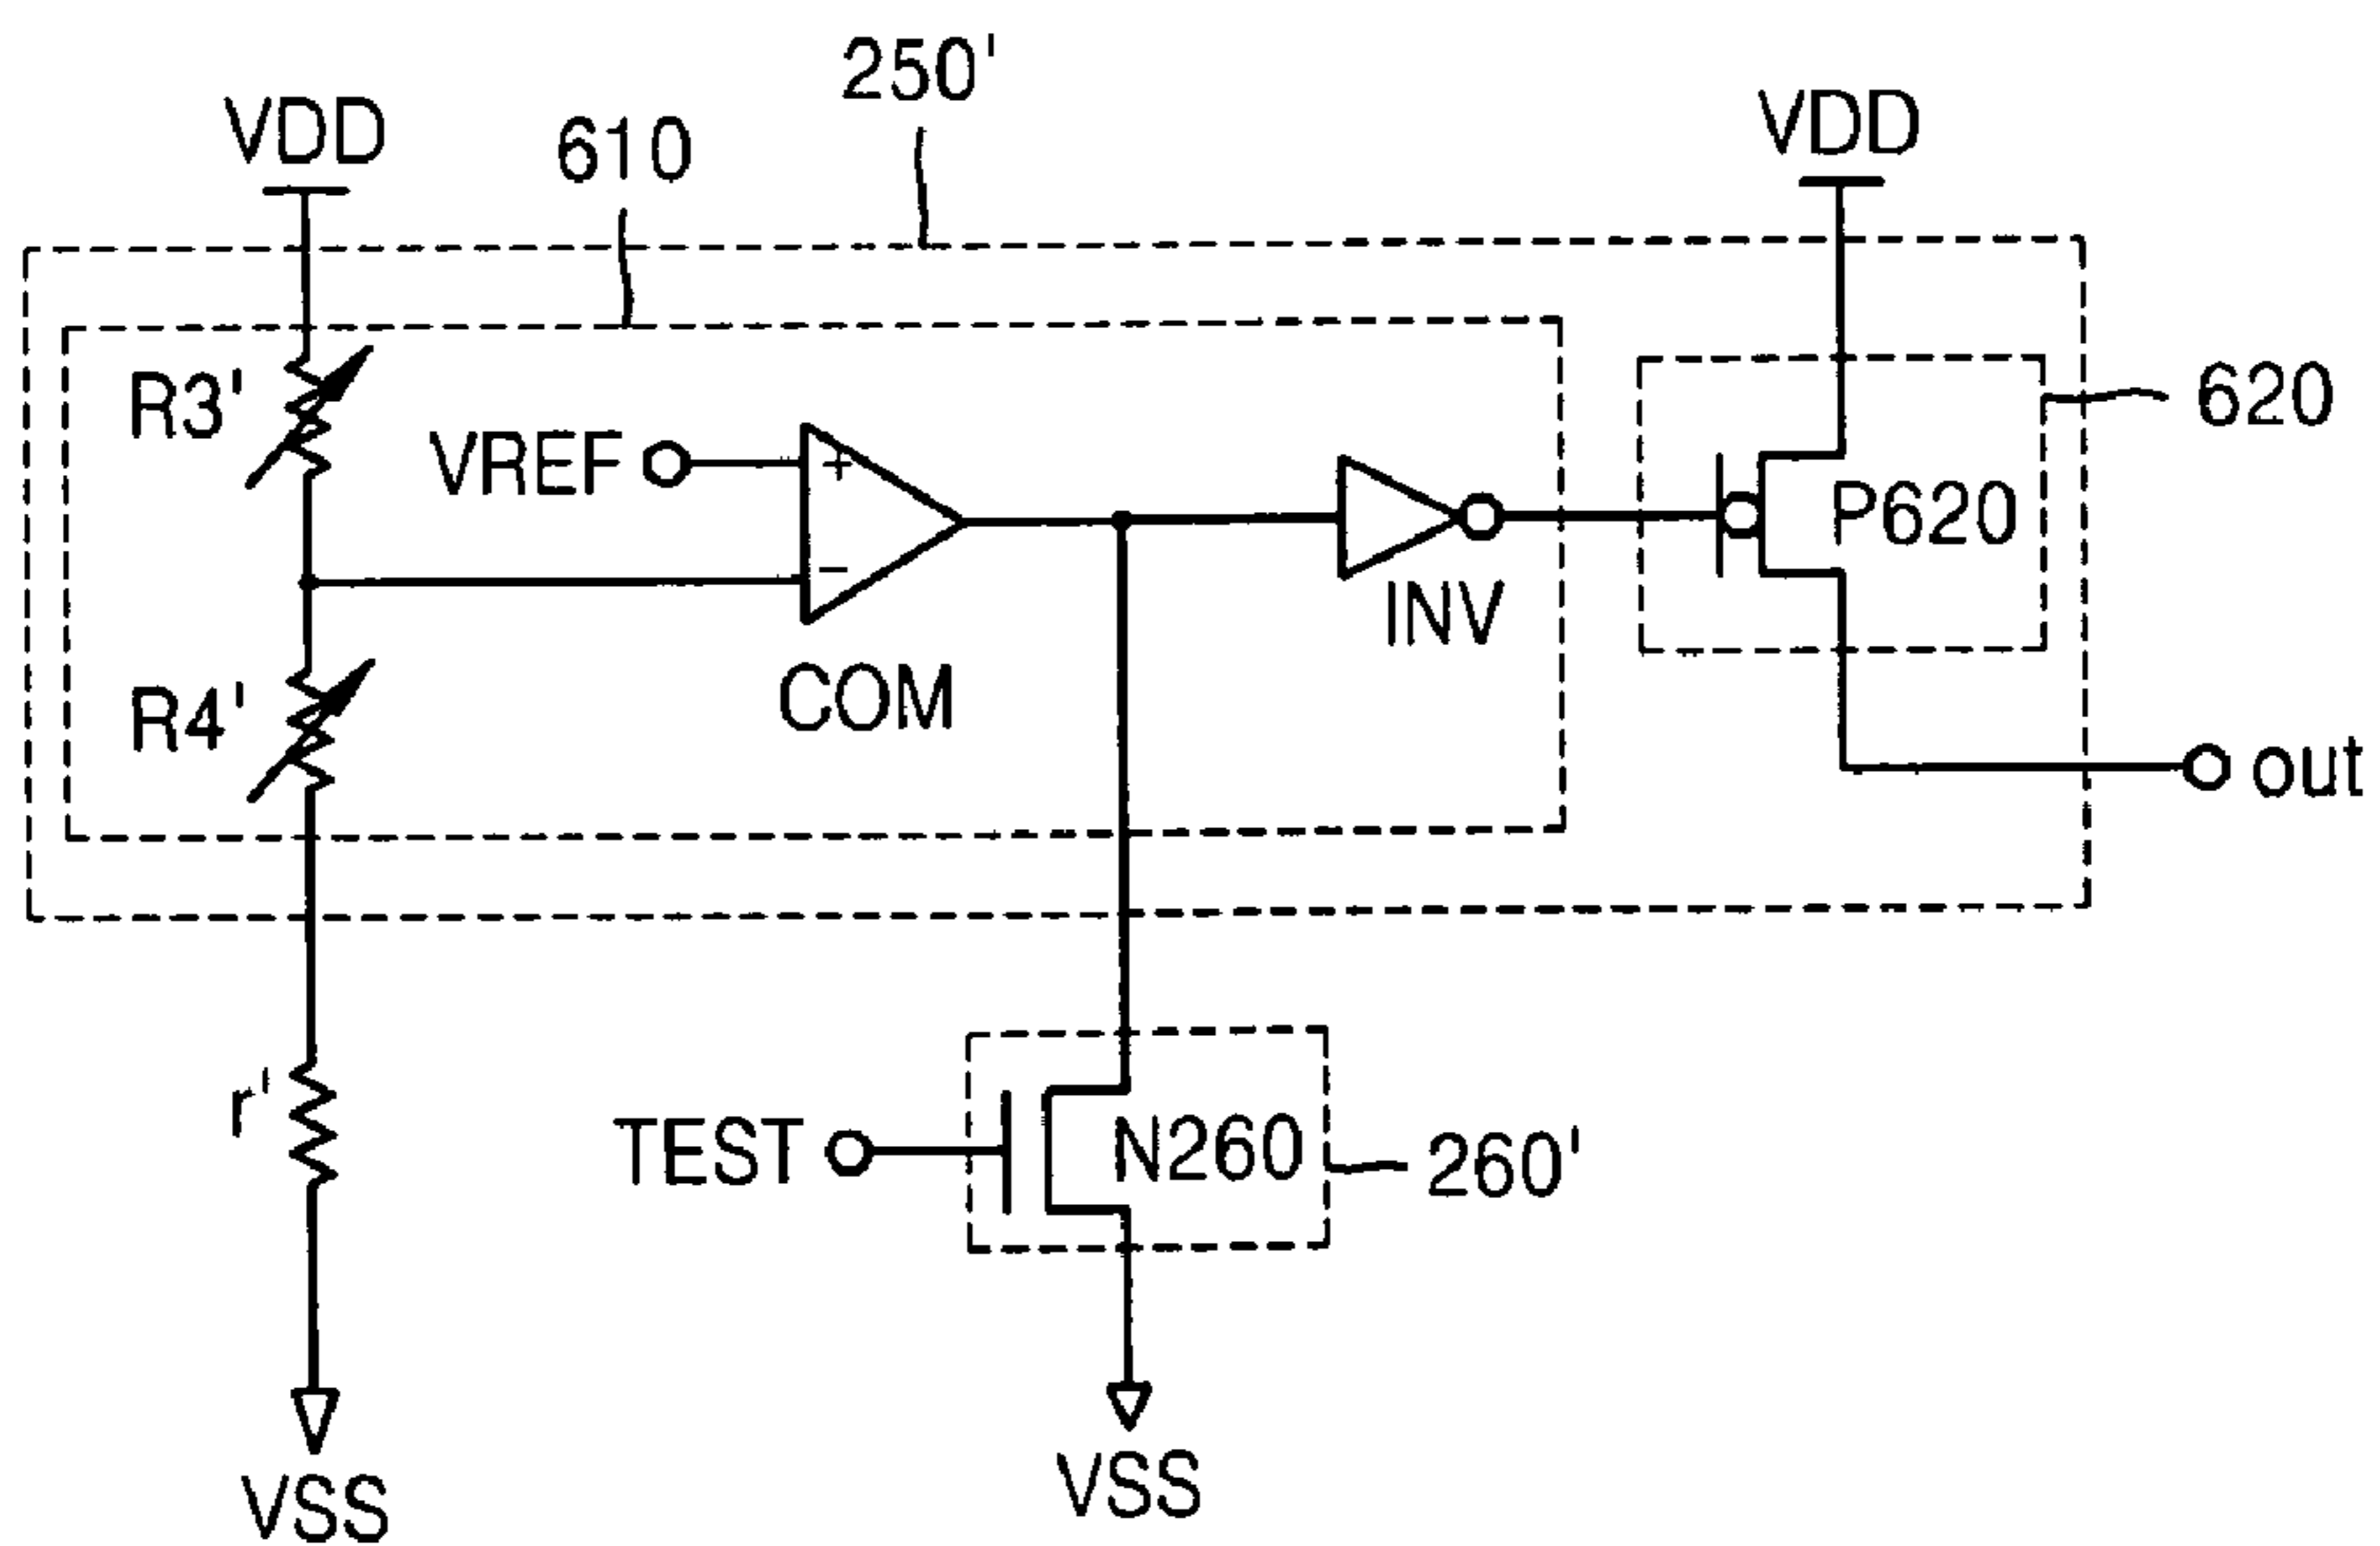 250'
VDD
610
VDD
R3'
VREF
+
620
P620
−
INV
COM
R4'
out
r'
TEST
N260
260'
VSS
VSS